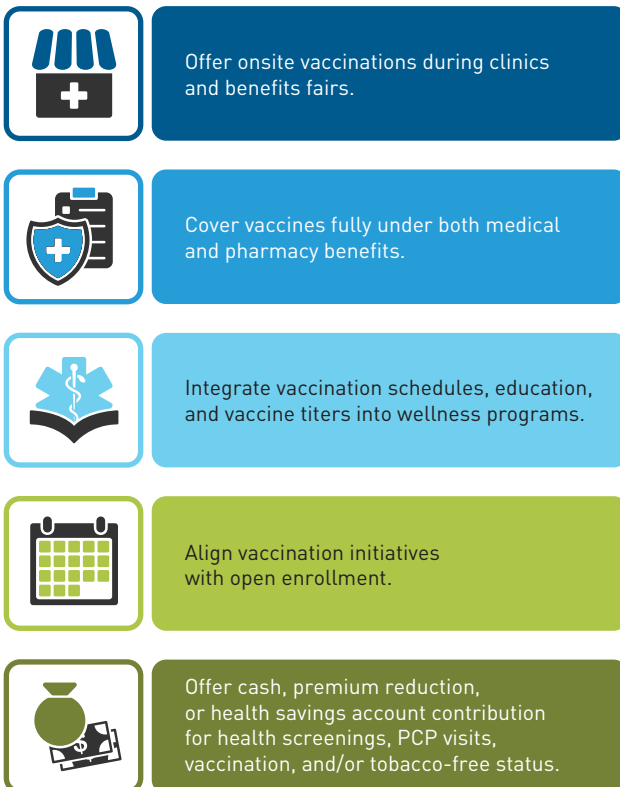 Offer onsite vaccinations during clinics
and benefits fairs.
Cover vaccines fully under both medical
and pharmacy benefits.
Integrate vaccination schedules, education,
and vaccine titers into wellness programs.
Align vaccination initiatives
with open enrollment.
Offer cash, premium reduction,
or health savings account contribution
for health screenings, PCP visits,
vaccination, and/or tobacco-free status.